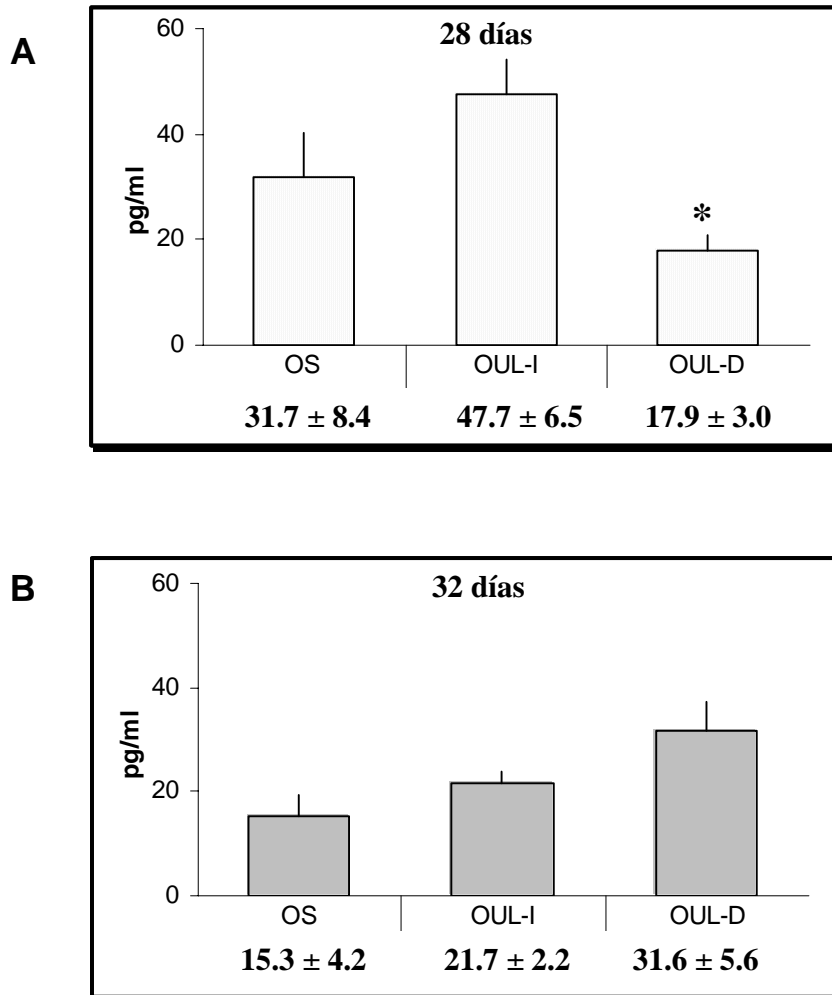 A
28 días
60
40
20
0
pg/ml
*
OS OUL-I OUL-D
31.7 ± 8.4 47.7 ± 6.5 17.9 ± 3.0
B
32 días
60
40
20
0
pg/ml
OS OUL-I OUL-D
15.3 ± 4.2 21.7 ± 2.2 31.6 ± 5.6